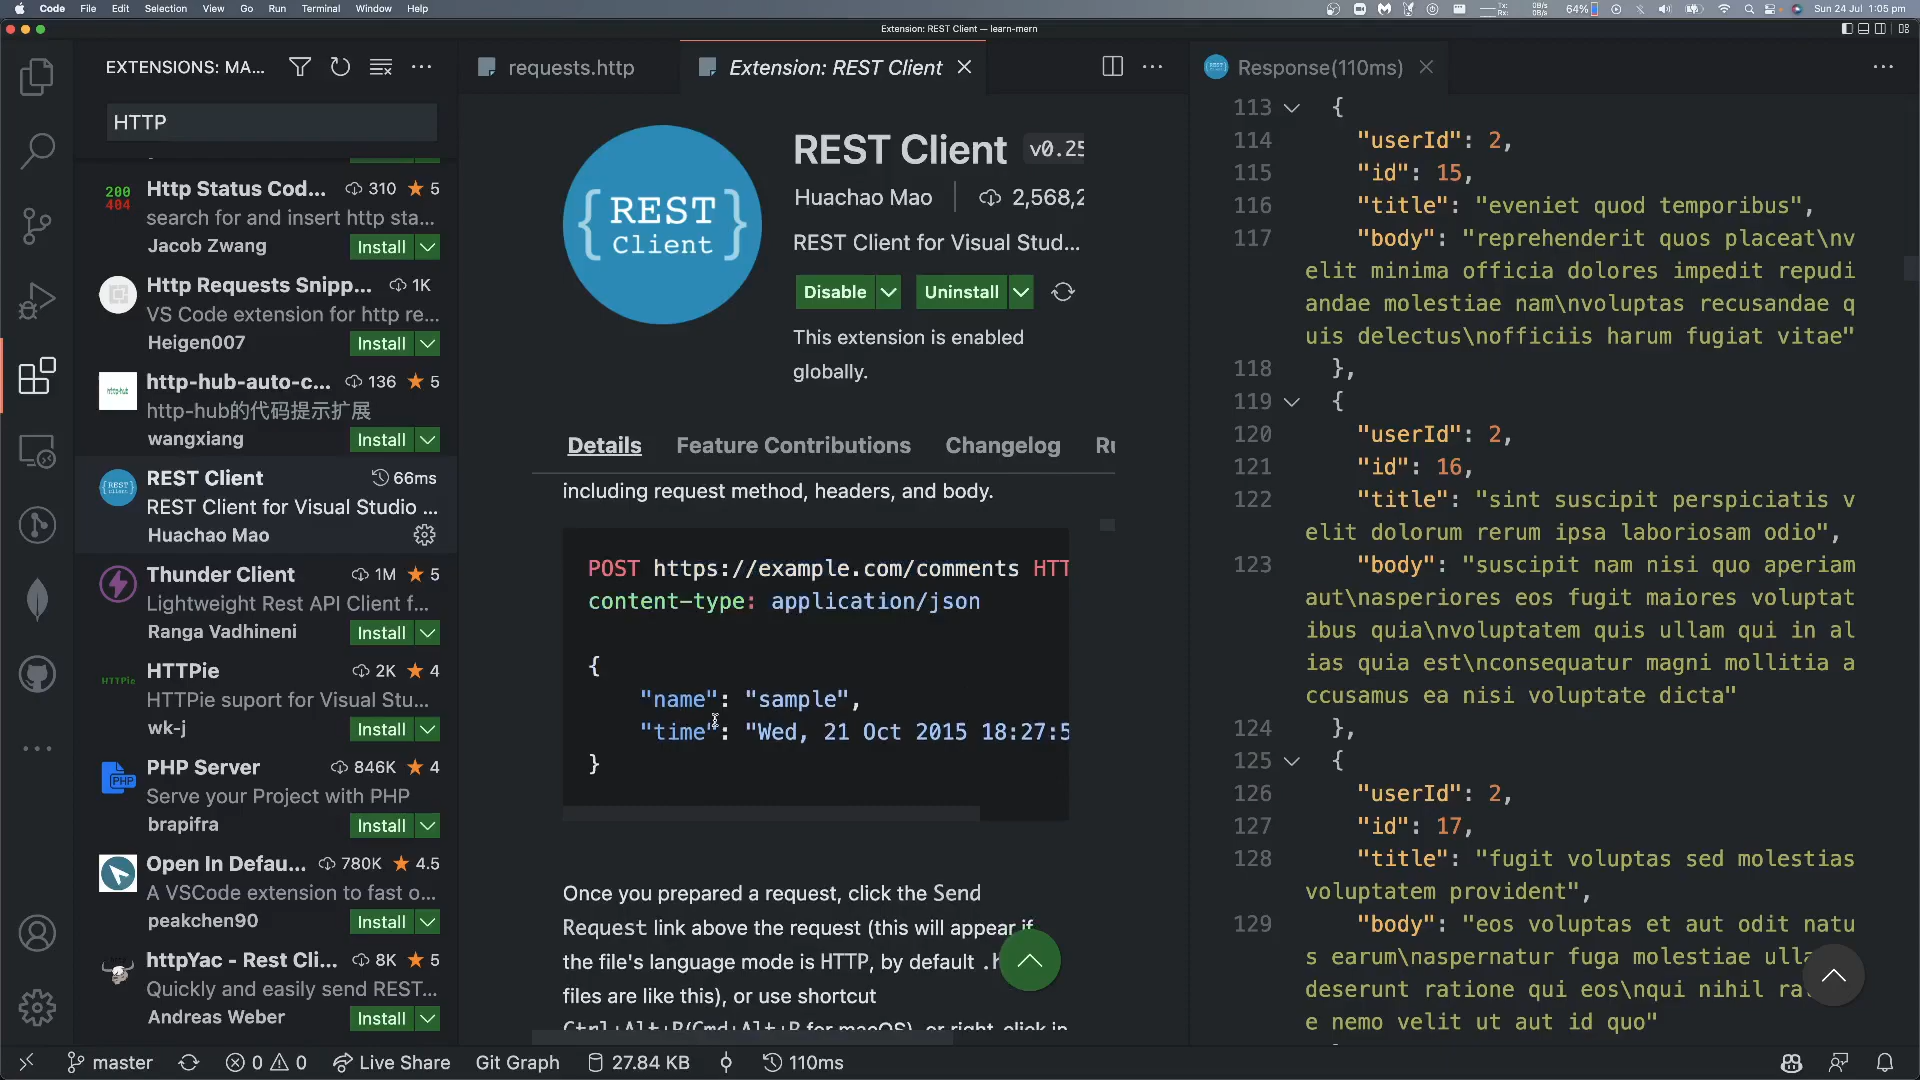 Code File Edit Selection View Go Run Terminal Window Help
64% Sun 24 Jul 1:05 pm
Extension: REST Client — learn-mern
EXTENSIONS: MA...
HTTP
200
404
Http Status Cod... 310 5
search for and insert http sta...
Jacob Zwang Install
Http Requests Snipp... 1K
VS Code extension for http re...
Heigen007 Install
http-hub-auto-c... 136 5
http-hub的代码提示扩展
wangxiang Install
REST Client 66ms
REST Client for Visual Studio ...
Huachao Mao
Thunder Client 1M 5
Lightweight Rest API Client f...
Ranga Vadhineni Install
HTTPie HTTPie 2K 4
HTTPie suport for Visual Stu...
wk-j Install
PHP PHP Server 846K 4
Serve your Project with PHP
brapifra Install
Open In Defau... 780K 4.5
A VSCode extension to fast o...
peakchen90 Install
httpYac - Rest Cli... 8K 5
Quickly and easily send REST...
Andreas Weber Install
requests.http Extension: REST Client
{REST}
Client
REST Client v0.25
Huachao Mao 2,568,2
REST Client for Visual Stud...
Disable Uninstall
This extension is enabled
globally.
Details Feature Contributions Changelog Ru
including request method, headers, and body.
POST https://example.com/comments HTT
content-type: application/json
{
"name": "sample",
"time": "Wed, 21 Oct 2015 18:27:5
}
Once you prepared a request, click the Send
Request link above the request (this will appear if
the file's language mode is HTTP, by default .h
files are like this), or use shortcut
Ctrl+Alt+R(Cmd+Alt+R for macOS), or right-click in
Response(110ms)
113 {
114 "userId": 2,
115 "id": 15,
116 "title": "eveniet quod temporibus",
117 "body": "reprehenderit quos placeat\nv
elit minima officia dolores impedit repudi
andae molestiae nam\nvoluptas recusandae q
uis delectus\nofficiis harum fugiat vitae"
118 },
119 {
120 "userId": 2,
121 "id": 16,
122 "title": "sint suscipit perspiciatis v
elit dolorum rerum ipsa laboriosam odio",
123 "body": "suscipit nam nisi quo aperiam
aut\nasperiores eos fugit maiores voluptat
ibus quia\nvoluptatem quis ullam qui in al
ias quia est\nconsequatur magni mollitia a
ccusamus ea nisi voluptate dicta"
124 },
125 {
126 "userId": 2,
127 "id": 17,
128 "title": "fugit voluptas sed molestias
voluptatem provident",
129 "body": "eos voluptas et aut odit natu
s earum\naspernatur fuga molestiae ulla
deserunt ratione qui eos\nqui nihil ra
e nemo velit ut aut id quo"
master 0 0 Live Share Git Graph 27.84 KB 110ms